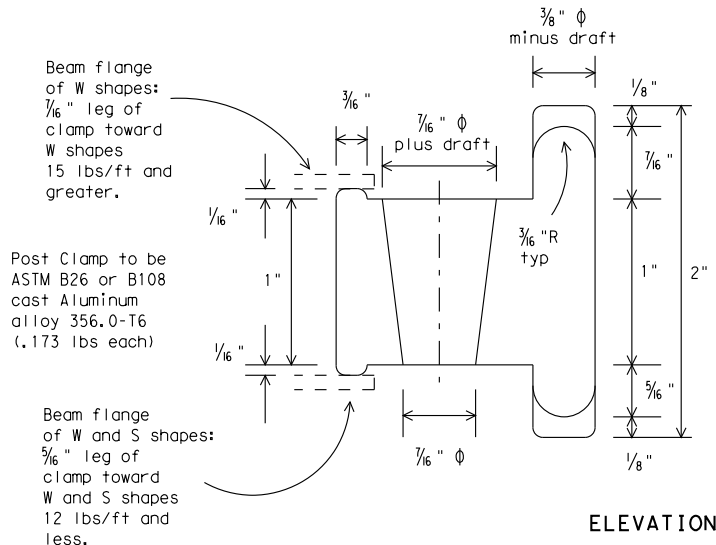 3/8" ϕ
minus draft
Beam flange
of W shapes:
7/16" leg of
clamp toward
W shapes
15 lbs/ft and
greater.
3/16"
7/16" ϕ
plus draft
1/8"
7/16"
1/16"
3/16"R
typ
Post Clamp to be
ASTM B26 or B108
cast Aluminum
alloy 356.0-T6
(.173 lbs each)
1"
1"
2"
1/16"
5/16"
Beam flange
of W and S shapes:
5/16" leg of
clamp toward
W and S shapes
12 lbs/ft and
less.
7/16" ϕ
1/8"
ELEVATION